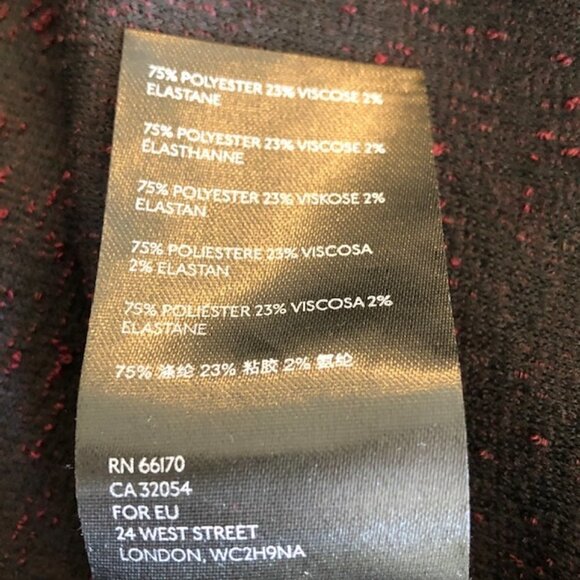 75% POLYESTER 23% VISCOSE 2%
ELASTANE
75% POLYESTER 23% VISCOSE 2%
ÉLASTHANNE
75% POLYESTER 23% VISKOSE 2%
ELASTAN
75% POLIESTERE 23% VISCOSA
2% ELASTAN
75% POLIESTER 23% VISCOSA 2%
ELASTANE
75% 涤纶 23% 粘胶 2% 氨纶
RN 66170
CA 32054
FOR EU
24 WEST STREET
LONDON, WC2H9NA